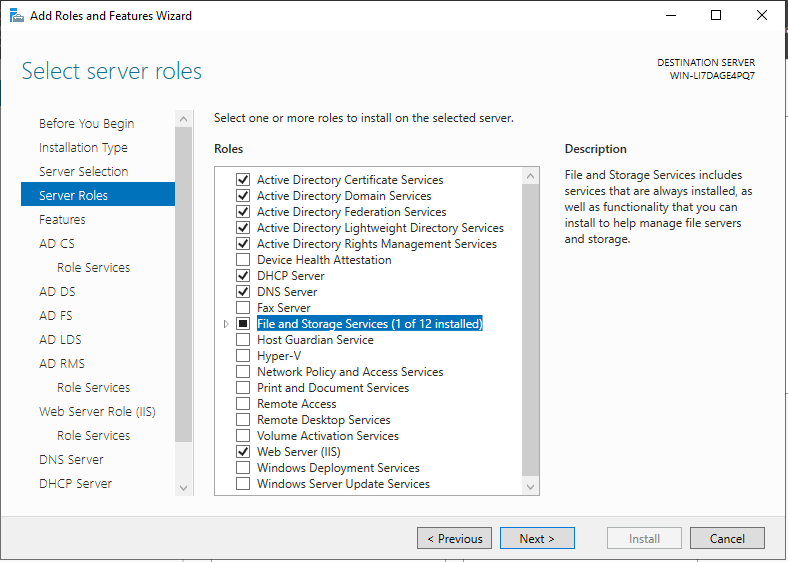 Add Roles and Features Wizard
Select server roles
DESTINATION SERVER
WIN-LI7DAGE4PQ7
Before You Begin
Installation Type
Server Selection
Server Roles
Features
AD CS
Role Services
AD DS
AD FS
AD LDS
AD RMS
Role Services
Web Server Role (IIS)
Role Services
DNS Server
DHCP Server
Select one or more roles to install on the selected server.
Roles
Active Directory Certificate Services
Active Directory Domain Services
Active Directory Federation Services
Active Directory Lightweight Directory Services
Active Directory Rights Management Services
Device Health Attestation
DHCP Server
DNS Server
Fax Server
File and Storage Services (1 of 12 installed)
Host Guardian Service
Hyper-V
Network Policy and Access Services
Print and Document Services
Remote Access
Remote Desktop Services
Volume Activation Services
Web Server (IIS)
Windows Deployment Services
Windows Server Update Services
Description
File and Storage Services includes
services that are always installed, as
well as functionality that you can
install to help manage file servers
and storage.
< Previous
Next >
Install
Cancel